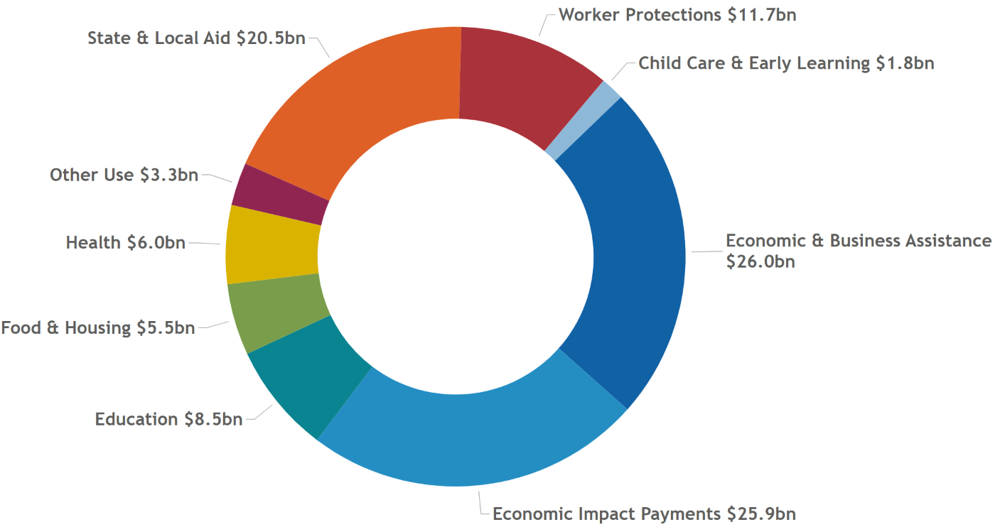 Worker Protections $11.7bn
State & Local Aid $20.5bn
Child Care & Early Learning $1.8bn
Other Use $3.3bn
Economic & Business Assistance
$26.0bn
Health $6.0bn
Food & Housing $5.5bn
Education $8.5bn
Economic Impact Payments $25.9bn